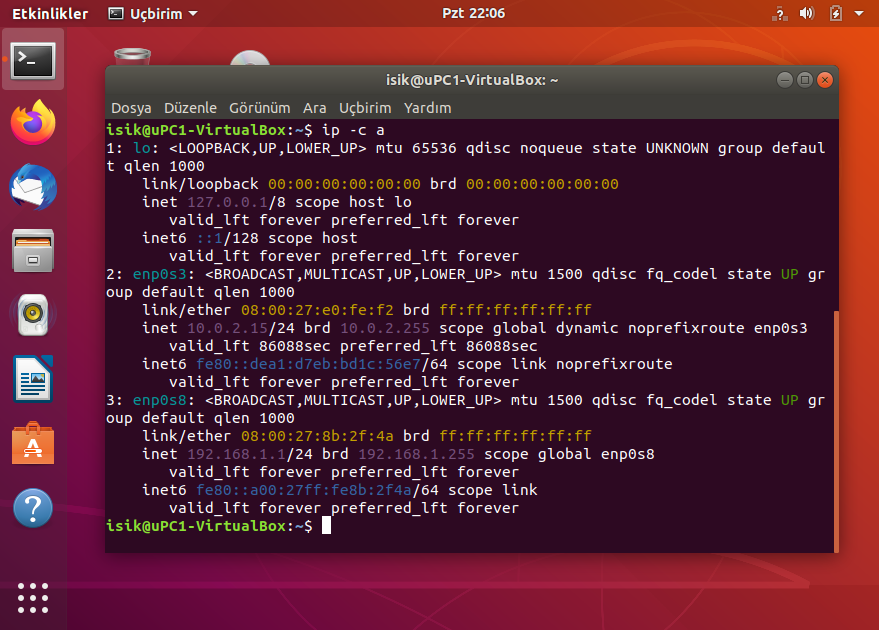 Etkinlikler Uçbirim Pzt 22:06
isik@uPC1-VirtualBox: ~
Dosya Düzenle Görünüm Ara Uçbirim Yardım
isik@uPC1-VirtualBox:~$ ip -c a
1: lo: <LOOPBACK,UP,LOWER_UP> mtu 65536 qdisc noqueue state UNKNOWN group defaul
t qlen 1000
    link/loopback 00:00:00:00:00:00 brd 00:00:00:00:00:00
    inet 127.0.0.1/8 scope host lo
       valid_lft forever preferred_lft forever
    inet6 ::1/128 scope host
       valid_lft forever preferred_lft forever
2: enp0s3: <BROADCAST,MULTICAST,UP,LOWER_UP> mtu 1500 qdisc fq_codel state UP gr
oup default qlen 1000
    link/ether 08:00:27:e0:fe:f2 brd ff:ff:ff:ff:ff:ff
    inet 10.0.2.15/24 brd 10.0.2.255 scope global dynamic noprefixroute enp0s3
       valid_lft 86088sec preferred_lft 86088sec
    inet6 fe80::dea1:d7eb:bd1c:56e7/64 scope link noprefixroute
       valid_lft forever preferred_lft forever
3: enp0s8: <BROADCAST,MULTICAST,UP,LOWER_UP> mtu 1500 qdisc fq_codel state UP gr
oup default qlen 1000
    link/ether 08:00:27:8b:2f:4a brd ff:ff:ff:ff:ff:ff
    inet 192.168.1.1/24 brd 192.168.1.255 scope global enp0s8
       valid_lft forever preferred_lft forever
    inet6 fe80::a00:27ff:fe8b:2f4a/64 scope link
       valid_lft forever preferred_lft forever
isik@uPC1-VirtualBox:~$